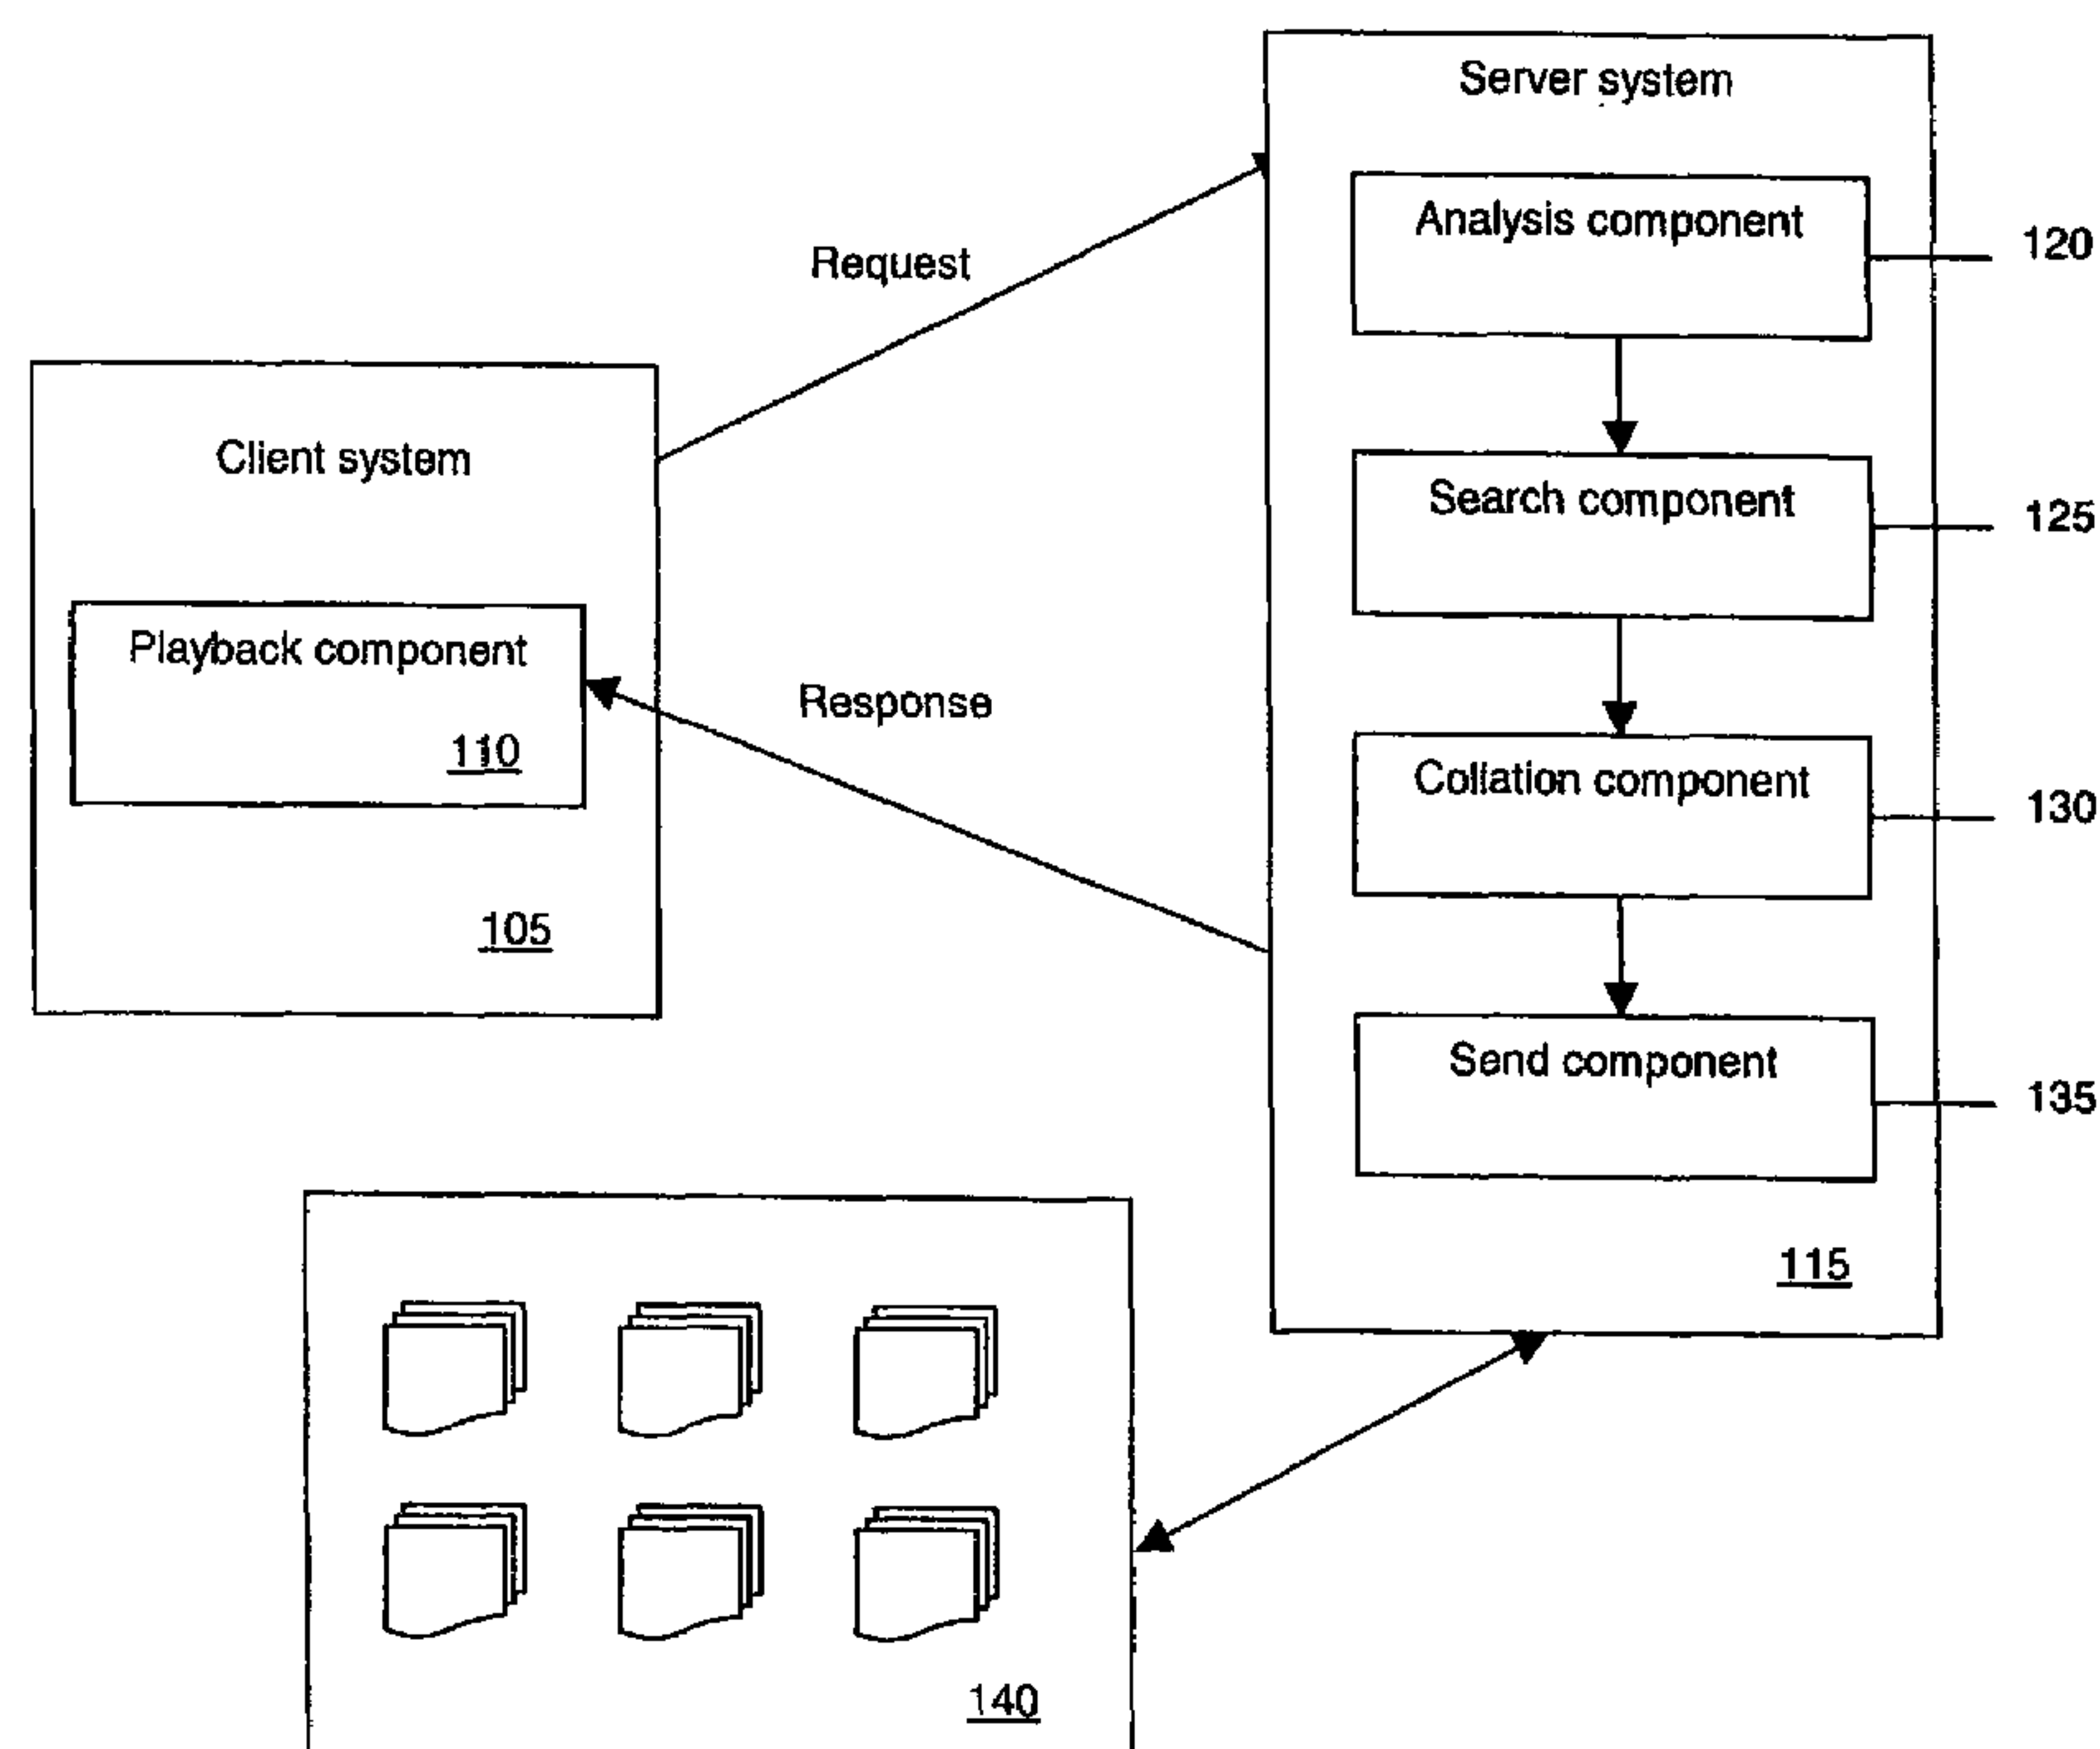 Server system
Analysis component
120
Request
Client system
Search component
125
Playback component
110
Response
Collation component
130
105
Send component
135
115
140